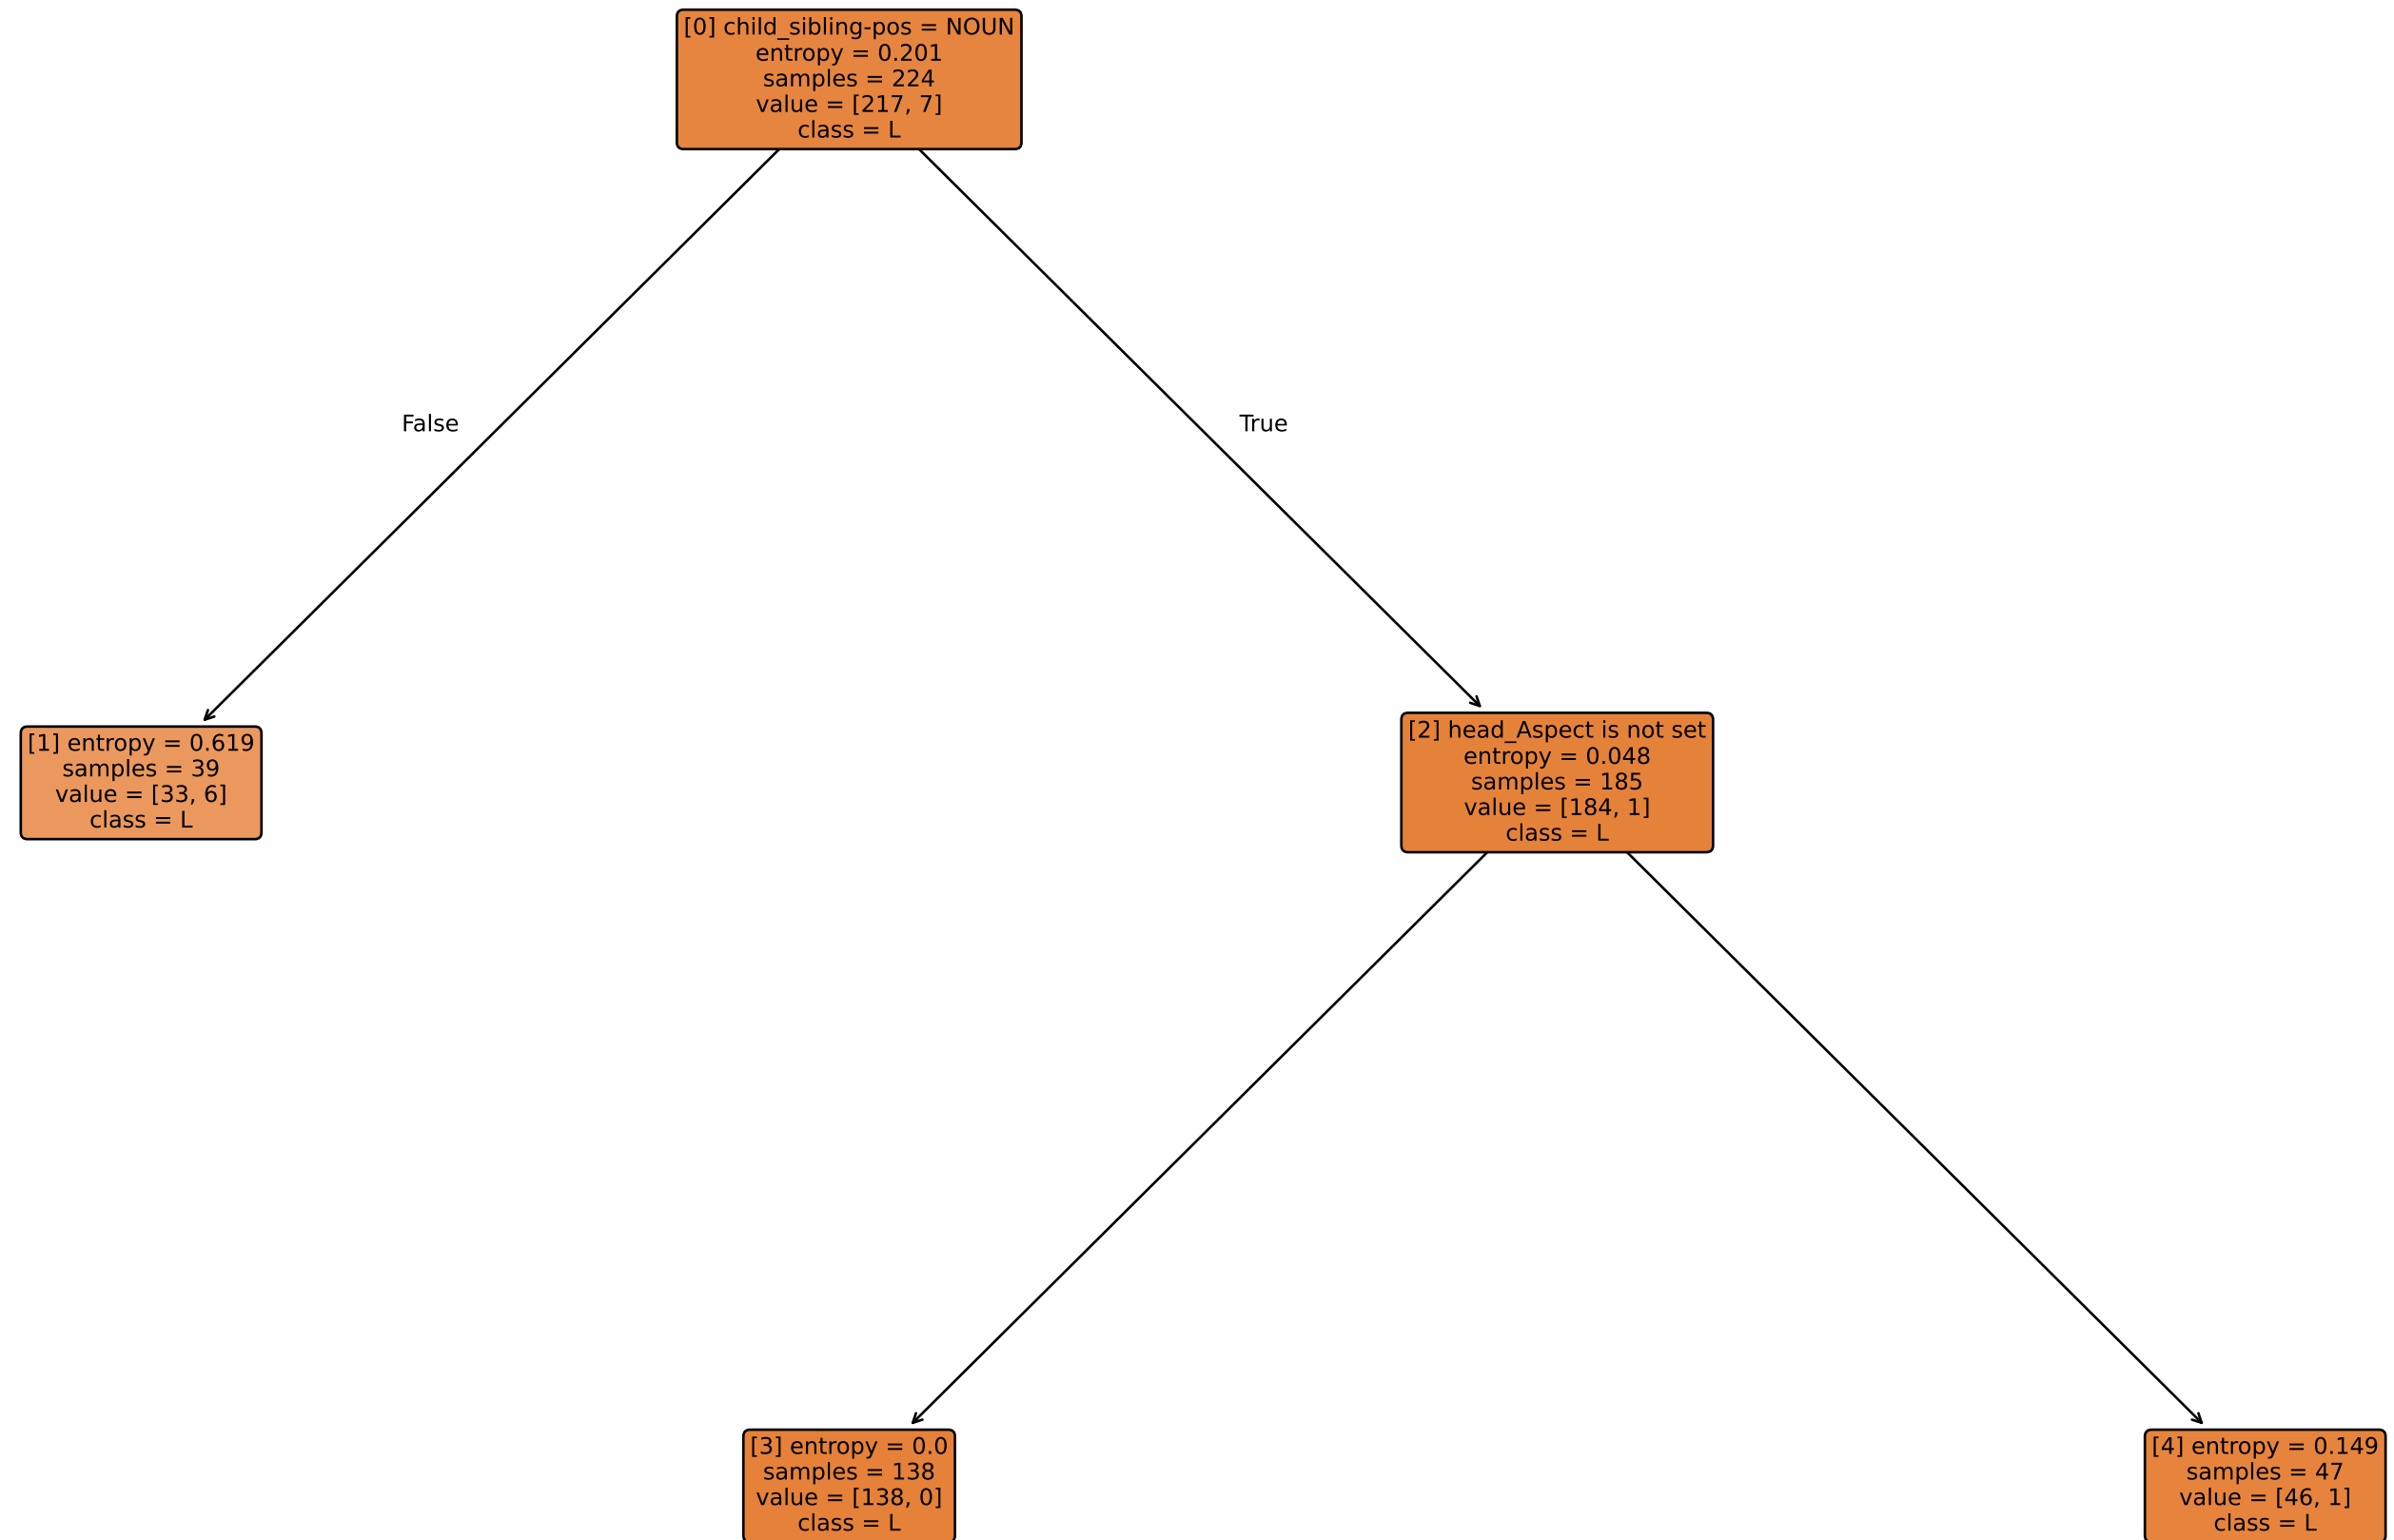 [0] child_sibling-pos = NOUN
entropy = 0.201
samples = 224
value = [217, 7]
class = L
False
True
[1] entropy = 0.619
samples = 39
value = [33, 6]
class = L
[2] head_Aspect is not set
entropy = 0.048
samples = 185
value = [184, 1]
class = L
[3] entropy = 0.0
samples = 138
value = [138, 0]
class = L
[4] entropy = 0.149
samples = 47
value = [46, 1]
class = L